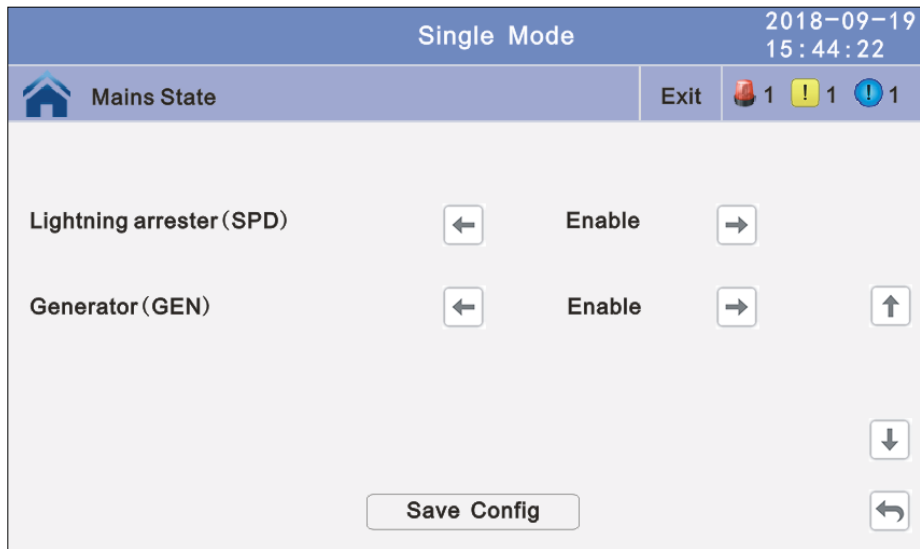 Single Mode
2018-09-19
15:44:22
Mains State
Exit
1
! 1
! 1
Lightning arrester(SPD)
Enable
Generator(GEN)
Enable
Save Config